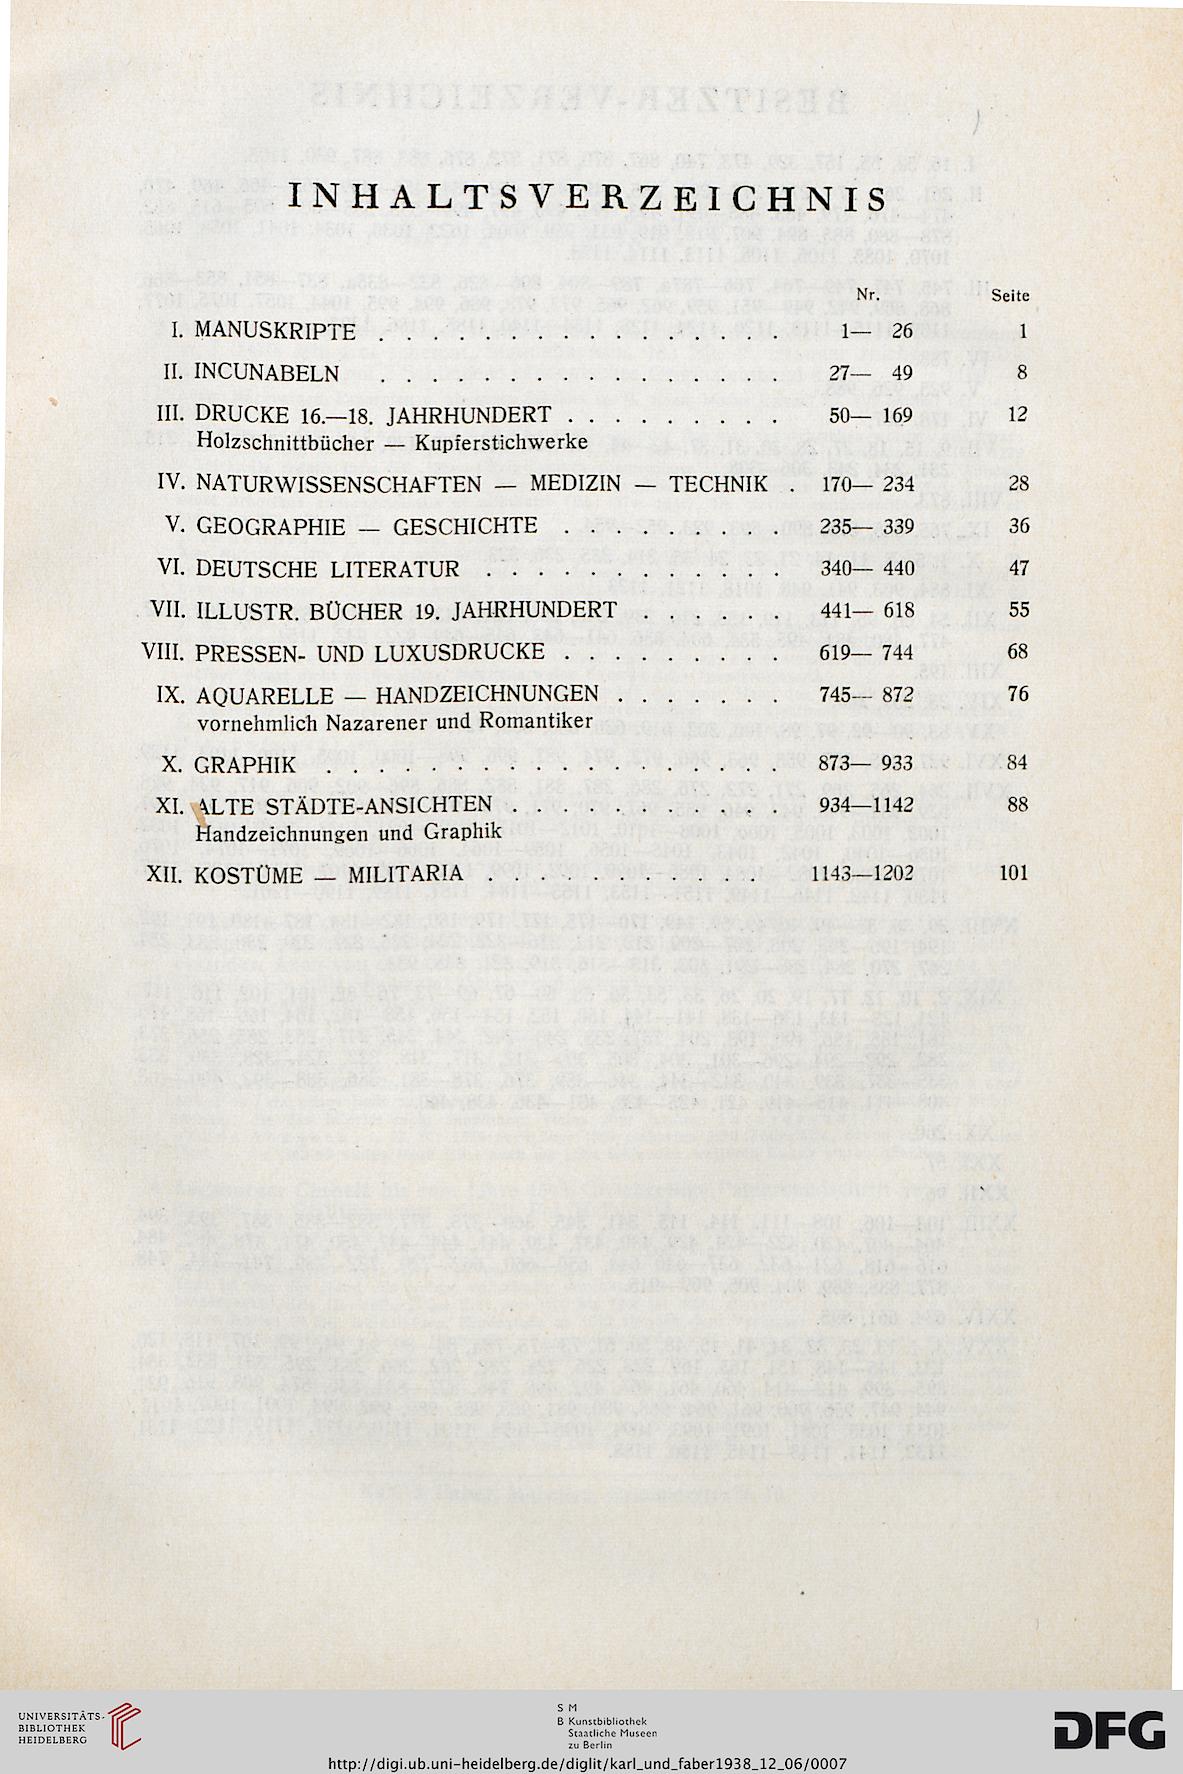 INHALTSVERZEICHNIS
Nr. Seite
I. MANUSKRIPTE . . . . . . . . . . . . . . . . 1— 26 1
II. INCUNABELN . . . . . . . . . . . . . . . . 27— 49 8
III. DRUCKE 16.—18. JAHRHUNDERT . . . . . . . . . 50— 169 12
Holzschnittbücher — Kupferstichwerke
IV. NATURWISSENSCHAFTEN — MEDIZIN — TECHNIK . 170— 234 28
V. GEOGRAPHIE — GESCHICHTE . . . . . . . . . 235— 339 36
VI. DEUTSCHE LITERATUR . . . . . . . . . . . . 340— 440 47
VII. ILLUSTR. BÜCHER 19. JAHRHUNDERT . . . . . . 441— 618 55
VIII. PRESSEN- UND LUXUSDRUCKE . . . . . . . . . 619— 744 68
IX. AQUARELLE — HANDZEICHNUNGEN . . . . . . . 745— 872 76
vornehmlich Nazarener und Romantiker
X. GRAPHIK . . . . . . . . . . . . . . . . . . 873— 933 84
XI. ALTE STÄDTE-ANSICHTEN . . . . . . . . . . . 934—1142 88
Handzeichnungen und Graphik
XII. KOSTÜME — MILITARIA . . . . . . . . . . . . 1143—1202 101
UNIVERSITÄTS-
BIBLIOTHEK
HEIDELBERG
S M
B Kunstbibliothek
Staatliche Museen
zu Berlin
DFG
http://digi.ub.uni-heidelberg.de/diglit/karl_und_faber1938_12_06/0007